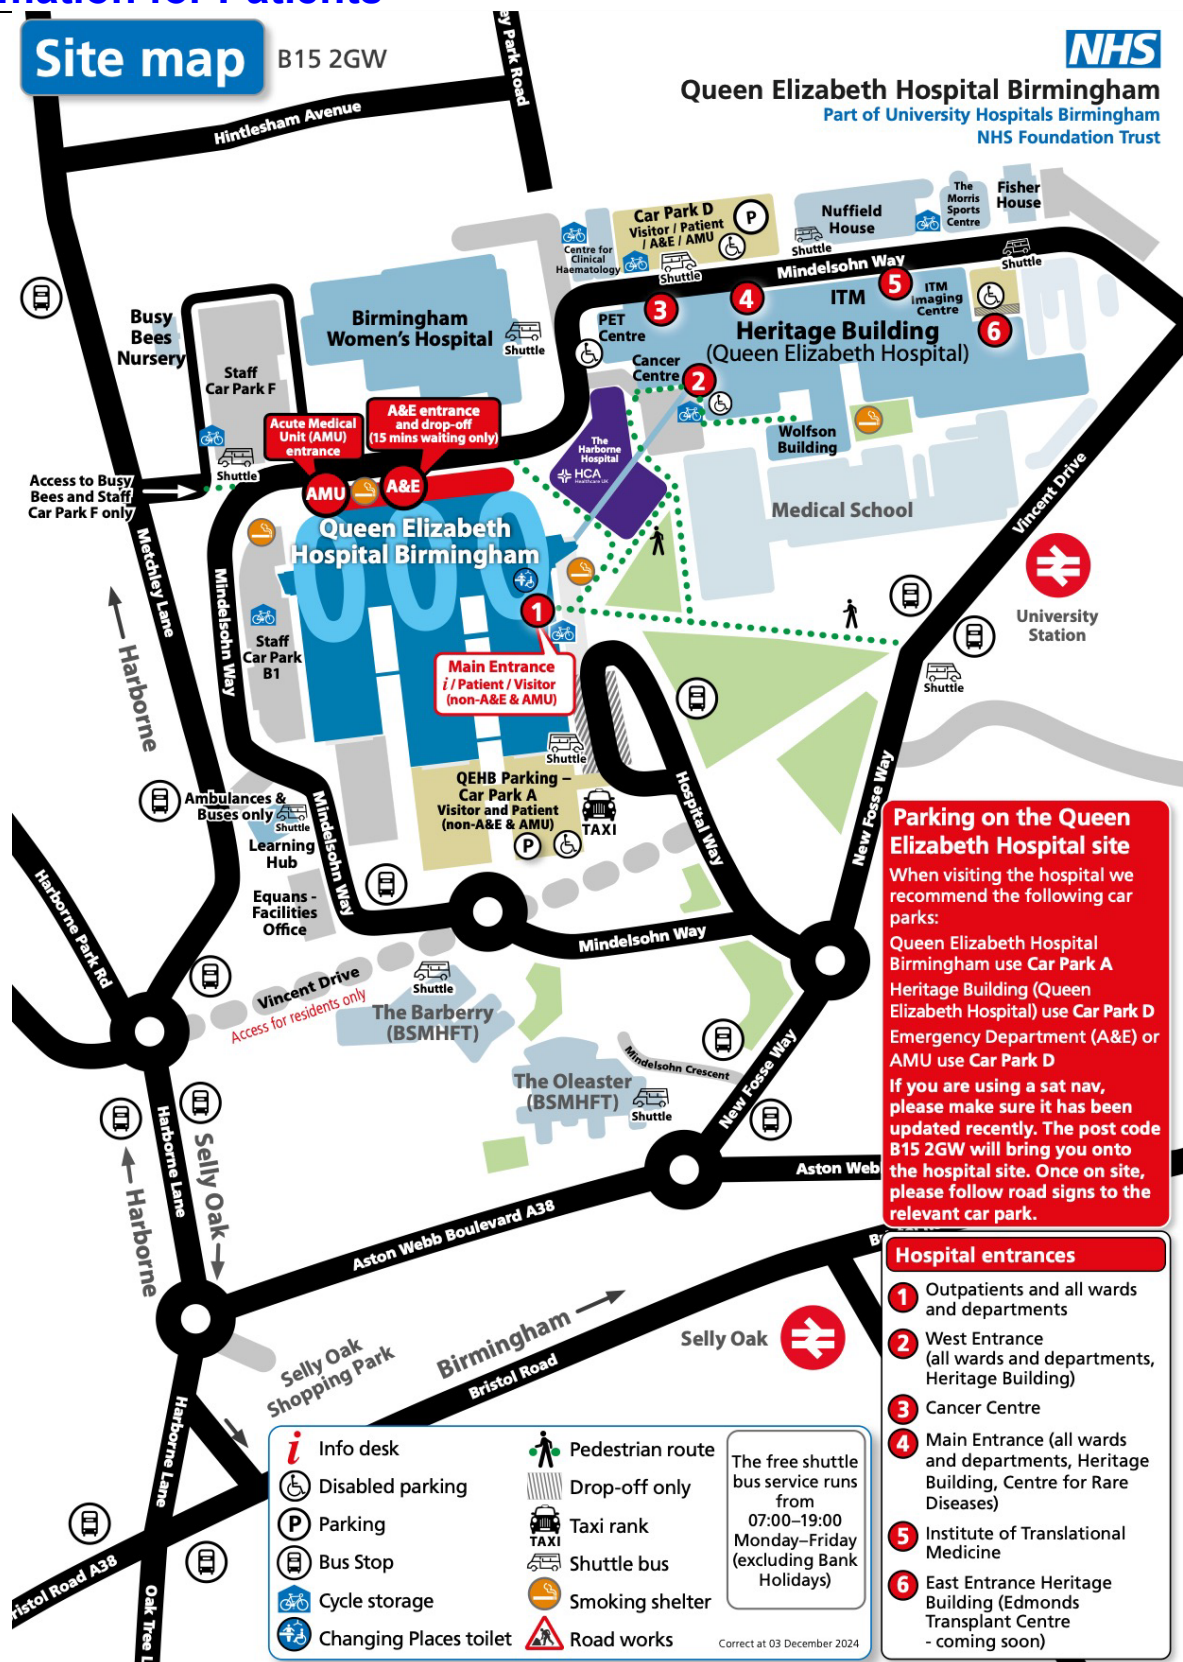 mation for Patients
Site map
B15 2GW
NHS
Queen Elizabeth Hospital Birmingham
Part of University Hospitals Birmingham
NHS Foundation Trust
Park Road
Hintlesham Avenue
Car Park D
Visitor / Patient
/ A&E / AMU
P
Centre for
Clinical
Haematology
Shuttle
Nuffield
House
Shuttle
The
Morris
Sports
Centre
Fisher
House
Shuttle
Mindelsohn Way
Busy
Bees
Nursery
Birmingham
Women's Hospital
Shuttle
Staff
Car Park F
PET
Centre
3
4
5
ITM
ITM
Imaging
Centre
6
Heritage Building
(Queen Elizabeth Hospital)
Cancer
Centre
2
Wolfson
Building
Acute Medical
Unit (AMU)
entrance
A&E entrance
and drop-off
(15 mins waiting only)
The
Harborne
Hospital
HCA
Healthcare UK
Shuttle
Access to Busy
Bees and Staff
Car Park F only
AMU
A&E
Medical School
Vincent Drive
Queen Elizabeth
Hospital Birmingham
Metchley Lane
Mindelsohn Way
Harborne
Staff
Car Park
B1
1
Main Entrance
i / Patient / Visitor
(non-A&E & AMU)
University
Station
Shuttle
Shuttle
QEHB Parking –
Car Park A
Visitor and Patient
(non-A&E & AMU)
P
TAXI
Ambulances &
Buses only
Shuttle
Learning
Hub
Mindelsohn Way
Hospital Way
New Fosse Way
Equans -
Facilities
Office
Harborne Park Rd
Mindelsohn Way
Vincent Drive
Access for residents only
Shuttle
The Barberry
(BSMHFT)
The Oleaster
(BSMHFT)
Shuttle
Mindelsohn Crescent
New Fosse Way
Harborne Lane
Selly Oak
Harborne
Aston Webb
Aston Webb Boulevard A38
Birmingham
Bristol Road
Selly Oak
Shopping Park
Selly Oak
Harborne Lane
Bristol Road A38
Oak Tree L
Parking on the Queen
Elizabeth Hospital site
When visiting the hospital we
recommend the following car
parks:
Queen Elizabeth Hospital
Birmingham use Car Park A
Heritage Building (Queen
Elizabeth Hospital) use Car Park D
Emergency Department (A&E) or
AMU use Car Park D
If you are using a sat nav,
please make sure it has been
updated recently. The post code
B15 2GW will bring you onto
the hospital site. Once on site,
please follow road signs to the
relevant car park.
Hospital entrances
1 Outpatients and all wards
and departments
2 West Entrance
(all wards and departments,
Heritage Building)
3 Cancer Centre
4 Main Entrance (all wards
and departments, Heritage
Building, Centre for Rare
Diseases)
5 Institute of Translational
Medicine
6 East Entrance Heritage
Building (Edmonds
Transplant Centre
- coming soon)
i Info desk
Disabled parking
P Parking
Bus Stop
Cycle storage
Changing Places toilet
Pedestrian route
Drop-off only
TAXI Taxi rank
Shuttle bus
Smoking shelter
Road works
The free shuttle
bus service runs
from
07:00–19:00
Monday–Friday
(excluding Bank
Holidays)
Correct at 03 December 2024